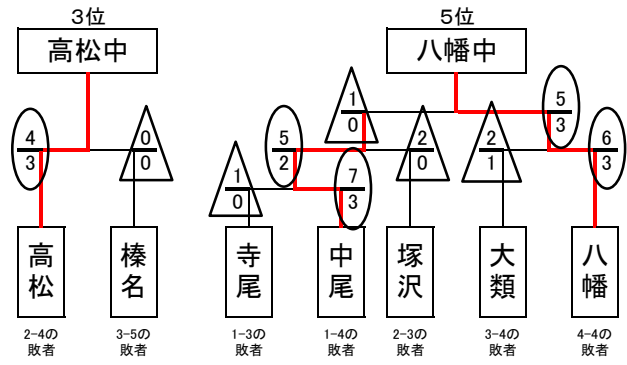 3位
5位
高松中
八幡中
1
0
5
3
4
3
0
0
5
2
2
0
2
1
6
3
1
0
7
3
高松
榛名
寺尾
中尾
塚沢
大類
八幡
2-4の
敗者
3-5の
敗者
1-3の
敗者
1-4の
敗者
2-3の
敗者
3-4の
敗者
4-4の
敗者